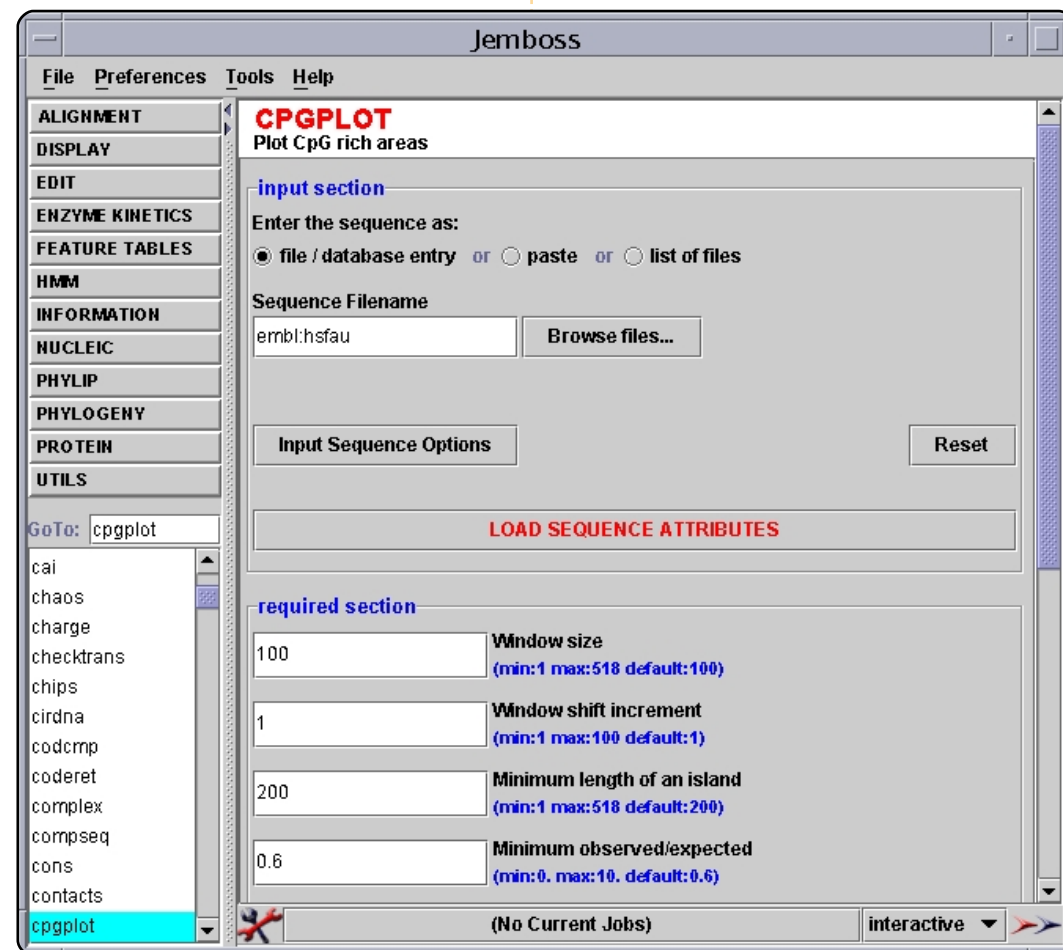 Jemboss
File Preferences Tools Help
ALIGNMENT
DISPLAY
EDIT
ENZYME KINETICS
FEATURE TABLES
HMM
INFORMATION
NUCLEIC
PHYLIP
PHYLOGENY
PROTEIN
UTILS
GoTo: cpgplot
cai
chaos
charge
checktrans
chips
cirdna
codcmp
coderet
complex
compseq
cons
contacts
cpgplot
CPGPLOT
Plot CpG rich areas
input section
Enter the sequence as:
file / database entry or paste or list of files
Sequence Filename
embl:hsfau Browse files...
Input Sequence Options Reset
LOAD SEQUENCE ATTRIBUTES
required section
100 Window size
(min:1 max:518 default:100)
1 Window shift increment
(min:1 max:100 default:1)
200 Minimum length of an island
(min:1 max:518 default:200)
0.6 Minimum observed/expected
(min:0. max:10. default:0.6)
(No Current Jobs) interactive